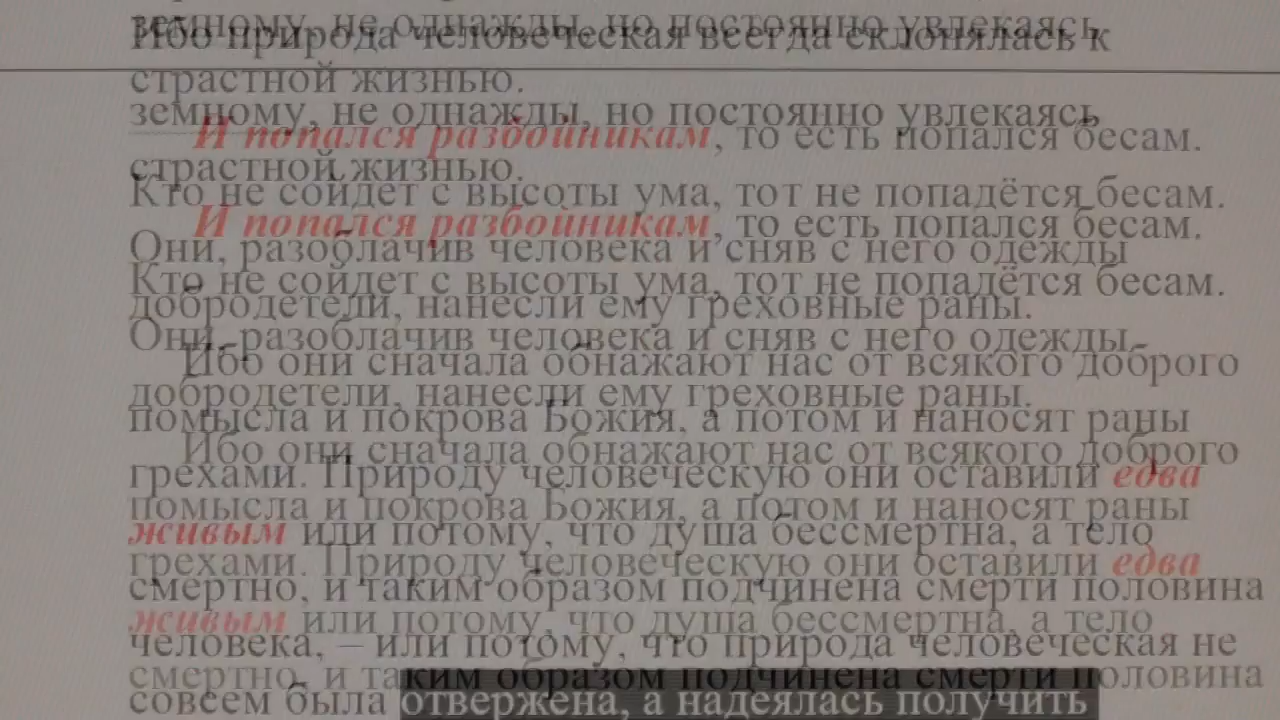 земному, не однажды, но постоянно увлекаясь
Ибо природа человеческая всегда склонялась к
страстной жизнью.
земному, не однажды, но постоянно увлекаясь
И попался разбойникам, то есть попался бесам.
страстной жизнью.
Кто не сойдет с высоты ума, тот не попадётся бесам.
И попался разбойникам, то есть попался бесам.
Они, разоблачив человека и сняв с него одежды
Кто не сойдет с высоты ума, тот не попадётся бесам.
добродетели, нанесли ему греховные раны.
Они, разоблачив человека и сняв с него одежды
Ибо они сначала обнажают нас от всякого доброго
добродетели, нанесли ему греховные раны.
помысла и покрова Божия, а потом и наносят раны
Ибо они сначала обнажают нас от всякого доброго
грехами. Природу человеческую они оставили едва
помысла и покрова Божия, а потом и наносят раны
живым или потому, что душа бессмертна, а тело
грехами. Природу человеческую они оставили едва
смертно, и таким образом подчинена смерти половина
живым или потому, что душа бессмертна, а тело
человека, – или потому, что природа человеческая не
смертно, и таким образом подчинена смерти половина
совсем была отвержена, а надеялась получить